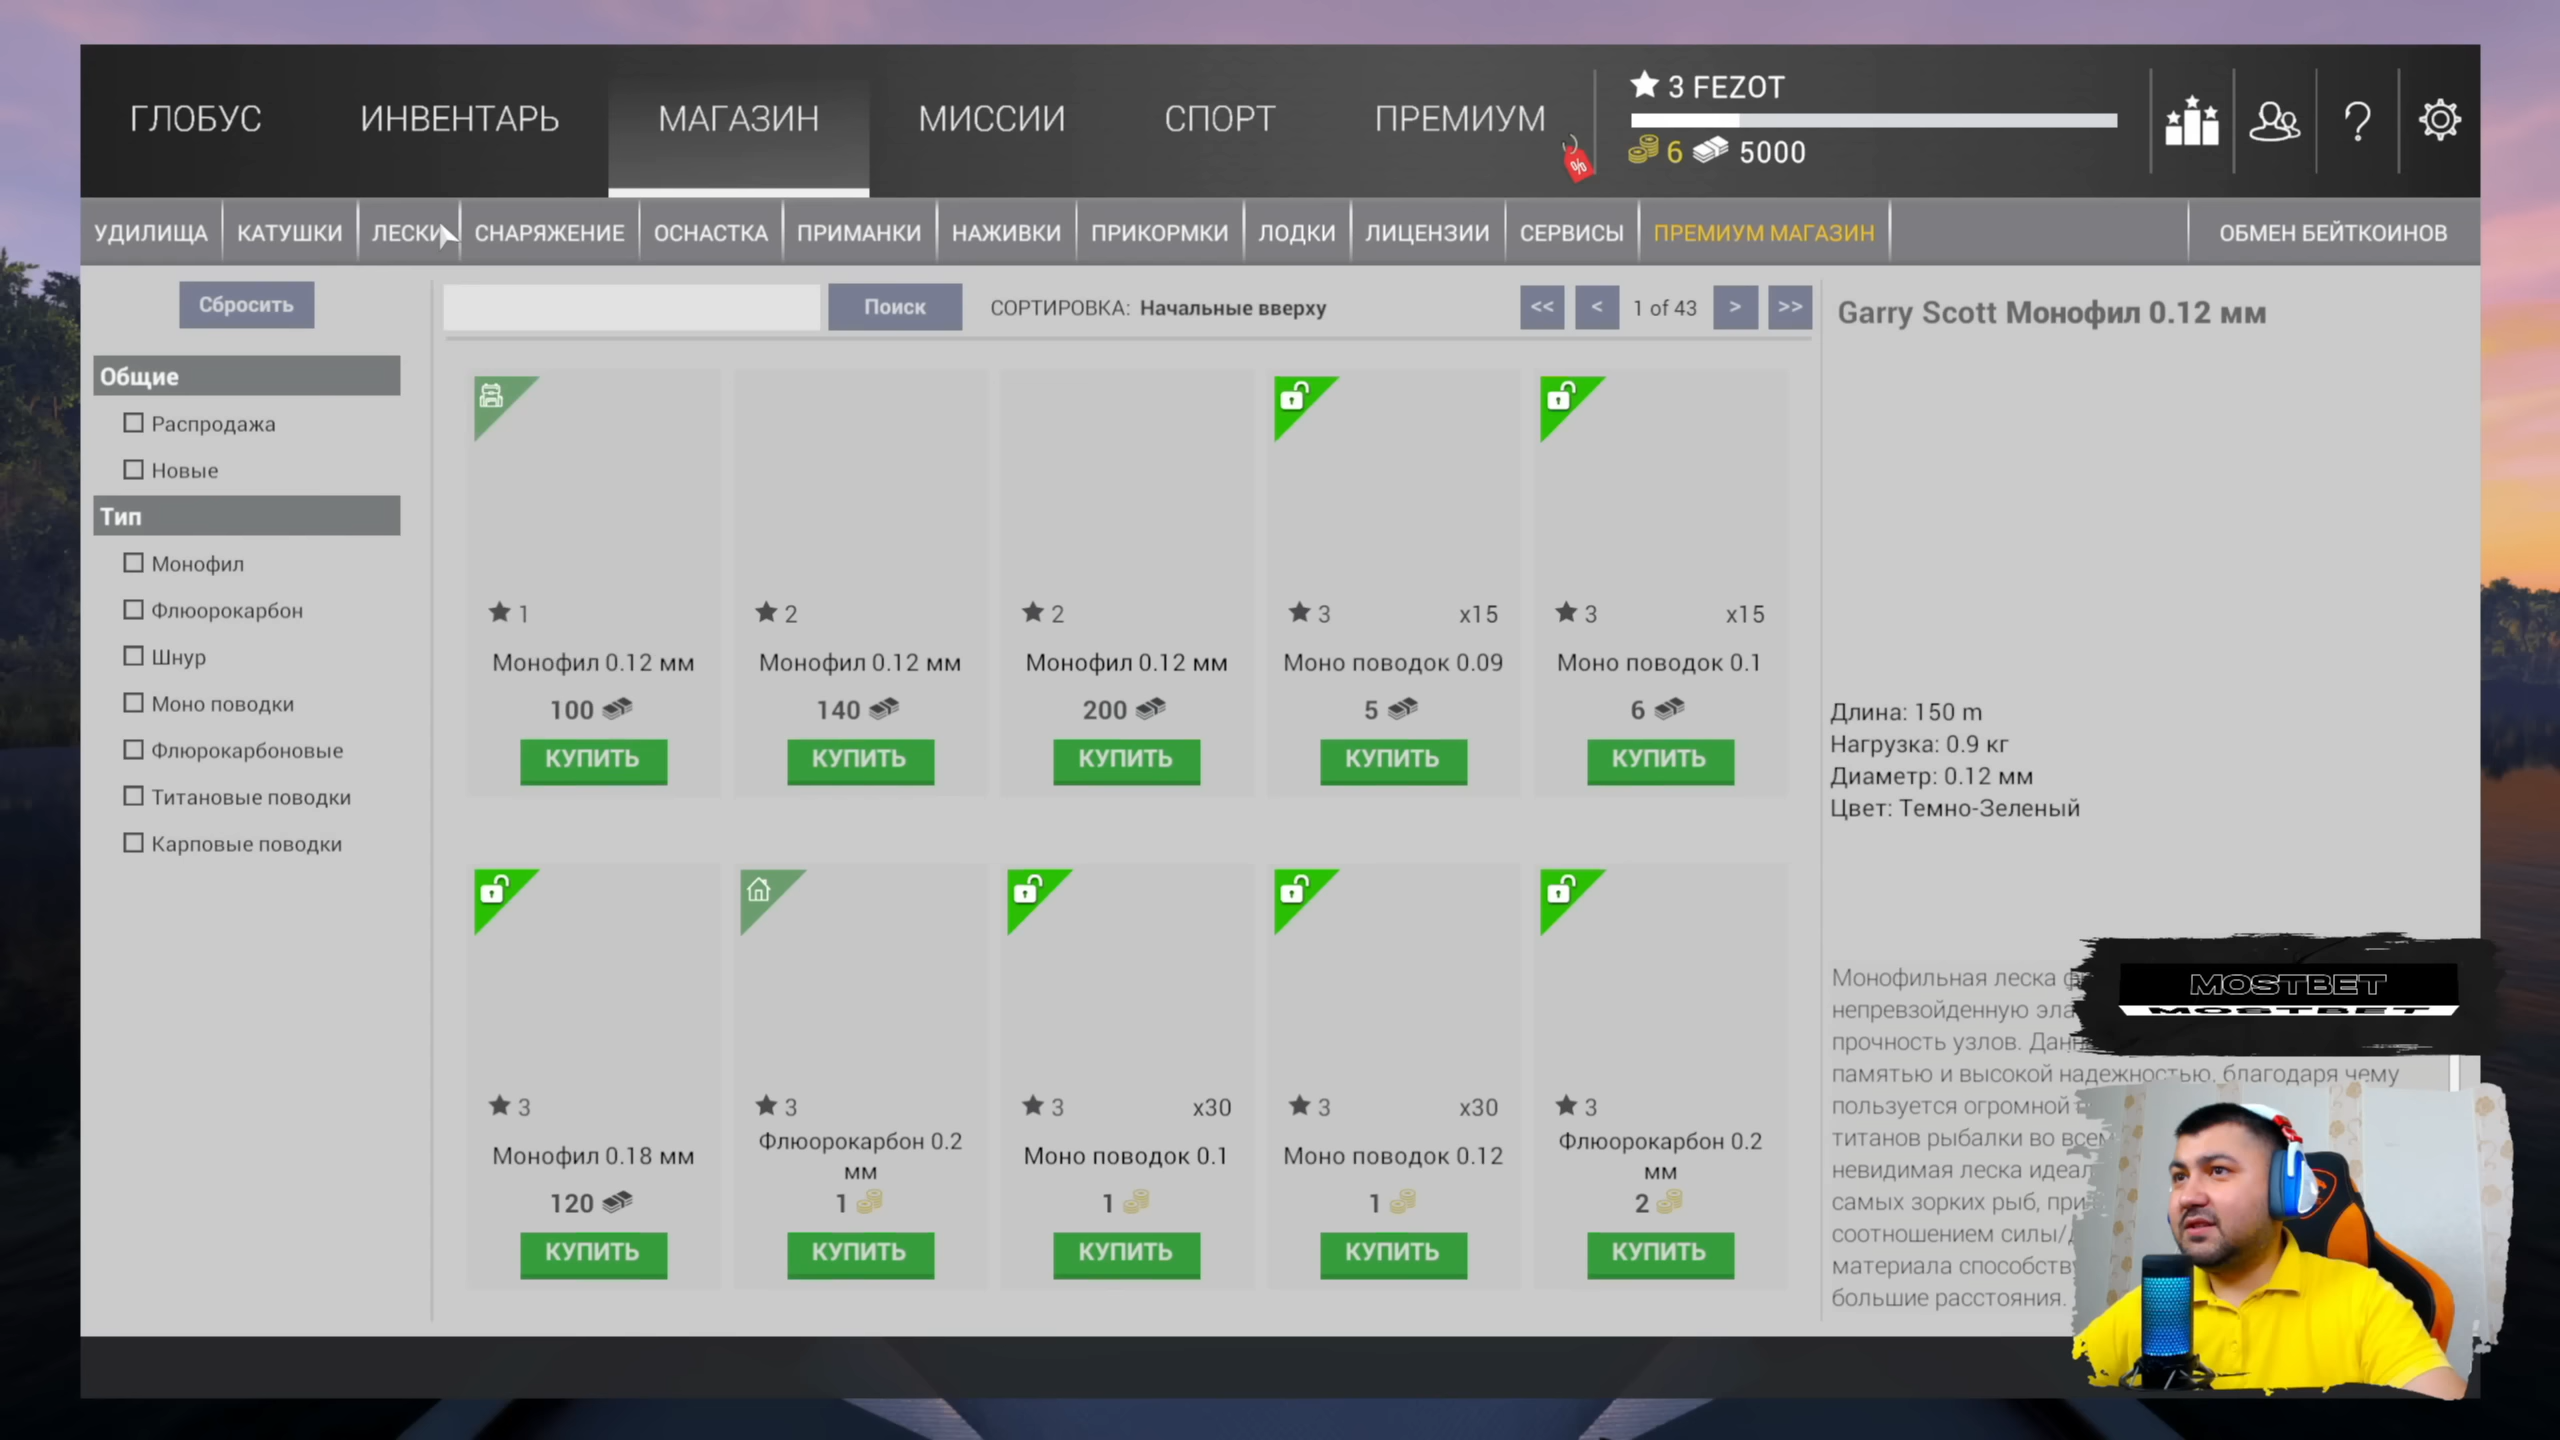 ГЛОБУС
ИНВЕНТАРЬ
МАГАЗИН
МИССИИ
СПОРТ
ПРЕМИУМ
%
3 FEZOT
6 5000
?
УДИЛИЩА
КАТУШКИ
ЛЕСКИ
СНАРЯЖЕНИЕ
ОСНАСТКА
ПРИМАНКИ
НАЖИВКИ
ПРИКОРМКИ
ЛОДКИ
ЛИЦЕНЗИИ
СЕРВИСЫ
ПРЕМИУМ МАГАЗИН
ОБМЕН БЕЙТКОИНОВ
Сбросить
Общие
Распродажа
Новые
Тип
Монофил
Флюорокарбон
Шнур
Моно поводки
Флюрокарбоновые
Титановые поводки
Карповые поводки
Поиск
СОРТИРОВКА: Начальные вверху
<< < 1 of 43 > >>
1
Монофил 0.12 мм
100
КУПИТЬ
2
Монофил 0.12 мм
140
КУПИТЬ
2
Монофил 0.12 мм
200
КУПИТЬ
3 x15
Моно поводок 0.09
5
КУПИТЬ
3 x15
Моно поводок 0.1
6
КУПИТЬ
3
Монофил 0.18 мм
120
КУПИТЬ
3
Флюорокарбон 0.2
мм
1
КУПИТЬ
3 x30
Моно поводок 0.1
1
КУПИТЬ
3 x30
Моно поводок 0.12
1
КУПИТЬ
3
Флюорокарбон 0.2
мм
2
КУПИТЬ
Garry Scott Монофил 0.12 мм
Длина: 150 m
Нагрузка: 0.9 кг
Диаметр: 0.12 мм
Цвет: Темно-Зеленый
Монофильная леска
непревзойденную
прочность узлов.
памятью и высокой надежностью, благодаря чему
пользуется огромной
титанов рыбалки во всем
невидимая леска
самых зорких рыб,
соотношением силы/
материала
большие расстояния.
MOSTBET
MOSTBET